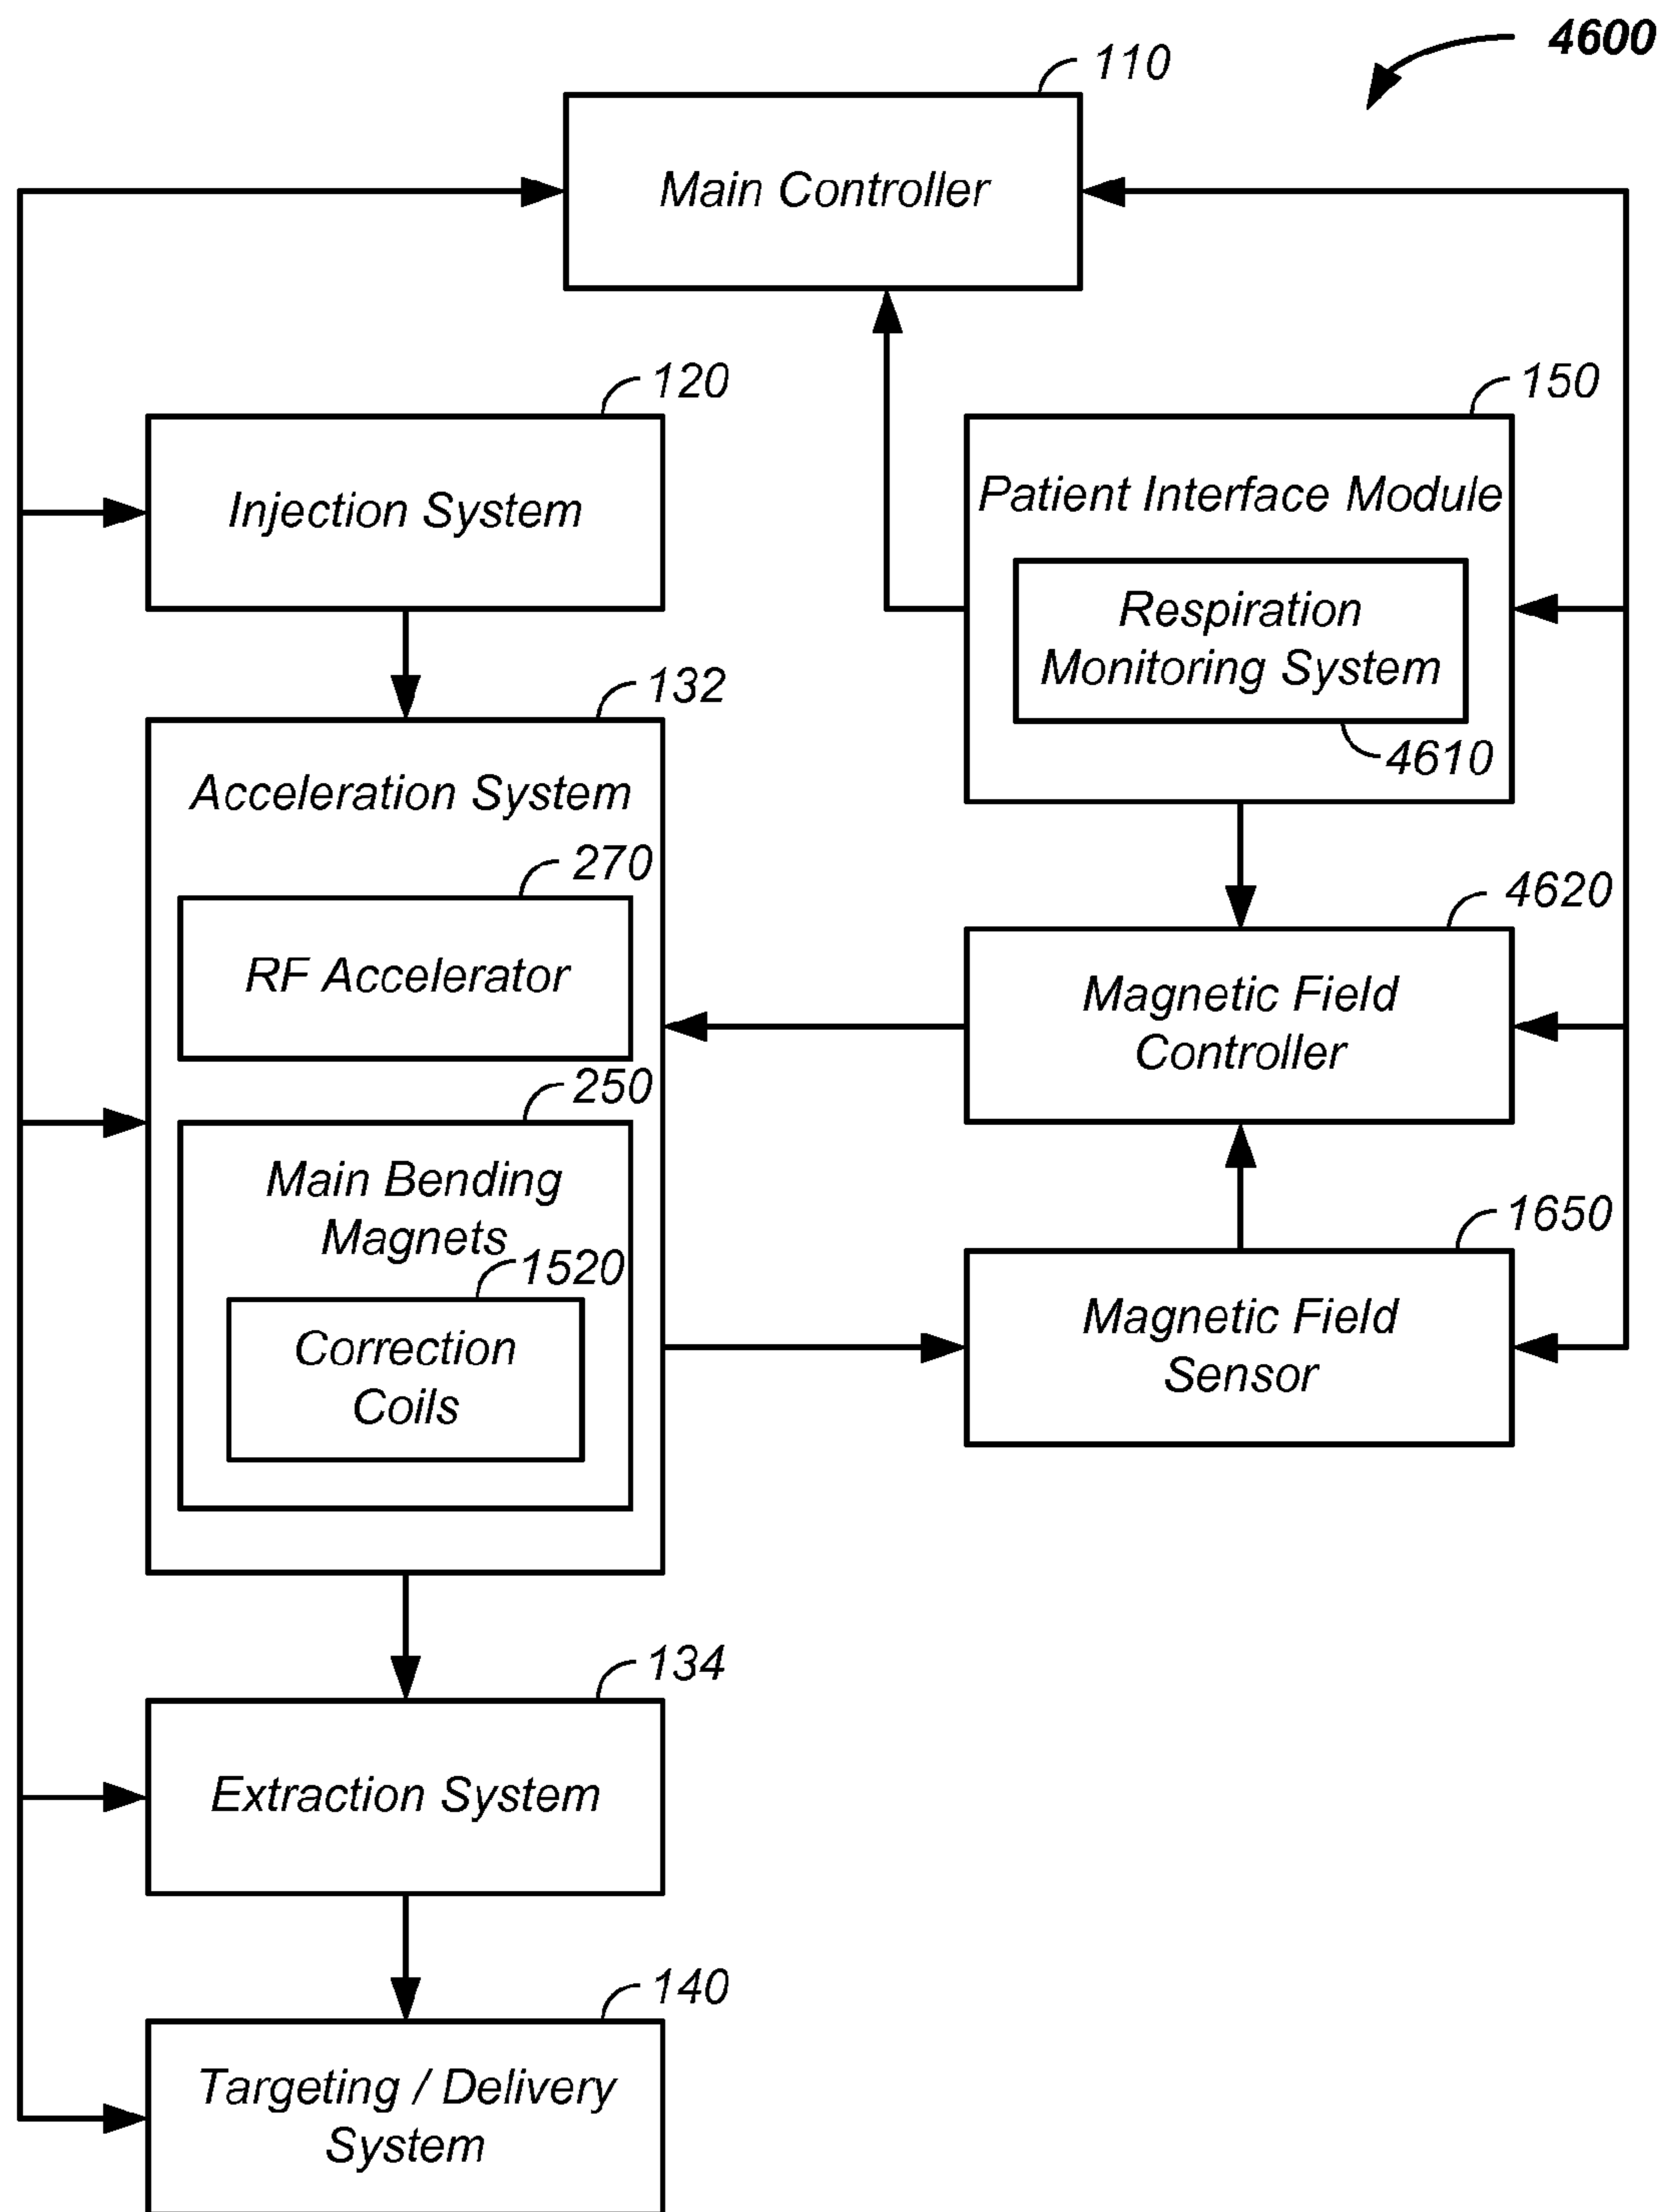 4600
110
Main Controller
120
Injection System
150
Patient Interface Module
Respiration
Monitoring System
4610
132
Acceleration System
270
RF Accelerator
250
Main Bending
Magnets
1520
Correction
Coils
4620
Magnetic Field
Controller
1650
Magnetic Field
Sensor
134
Extraction System
140
Targeting / Delivery
System